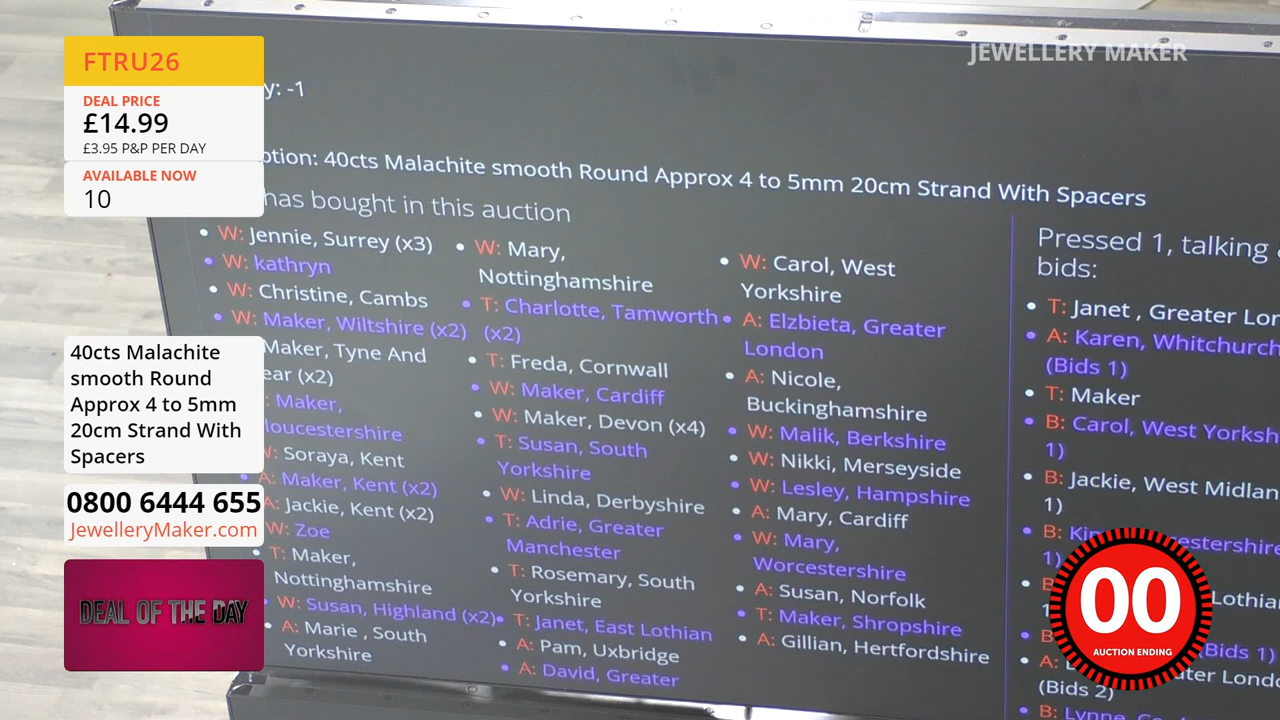 JEWELLERY MAKER
FTRU26
DEAL PRICE
£14.99
£3.95 P&P PER DAY
AVAILABLE NOW
10
40cts Malachite
smooth Round
Approx 4 to 5mm
20cm Strand With
Spacers
0800 6444 655
JewelleryMaker.com
DEAL OF THE DAY
y: -1
ption: 40cts Malachite smooth Round Approx 4 to 5mm 20cm Strand With Spacers
has bought in this auction
W: Jennie, Surrey (x3)
W: kathryn
W: Christine, Cambs
W: Maker, Wiltshire (x2)
Maker, Tyne And
ear (x2)
: Maker,
loucestershire
W: Soraya, Kent
A: Maker, Kent (x2)
A: Jackie, Kent (x2)
W: Zoe
T: Maker,
Nottinghamshire
W: Susan, Highland (x2)
A: Marie , South
Yorkshire
W: Mary,
Nottinghamshire
T: Charlotte, Tamworth
(x2)
T: Freda, Cornwall
W: Maker, Cardiff
W: Maker, Devon (x4)
T: Susan, South
Yorkshire
W: Linda, Derbyshire
T: Adrie, Greater
Manchester
T: Rosemary, South
Yorkshire
T: Janet, East Lothian
A: Pam, Uxbridge
A: David, Greater
W: Carol, West
Yorkshire
A: Elzbieta, Greater
London
A: Nicole,
Buckinghamshire
W: Malik, Berkshire
W: Nikki, Merseyside
W: Lesley, Hampshire
A: Mary, Cardiff
W: Mary,
Worcestershire
A: Susan, Norfolk
T: Maker, Shropshire
A: Gillian, Hertfordshire
Pressed 1, talking
bids:
T: Janet , Greater Lon
A: Karen, Whitchurch
(Bids 1)
T: Maker
B: Carol, West Yorksh
1)
B: Jackie, West Midlan
1)
B: estershire
1)
Lothian
Bids 1)
A: ter Londo
(Bids 2)
B:
00
AUCTION ENDING